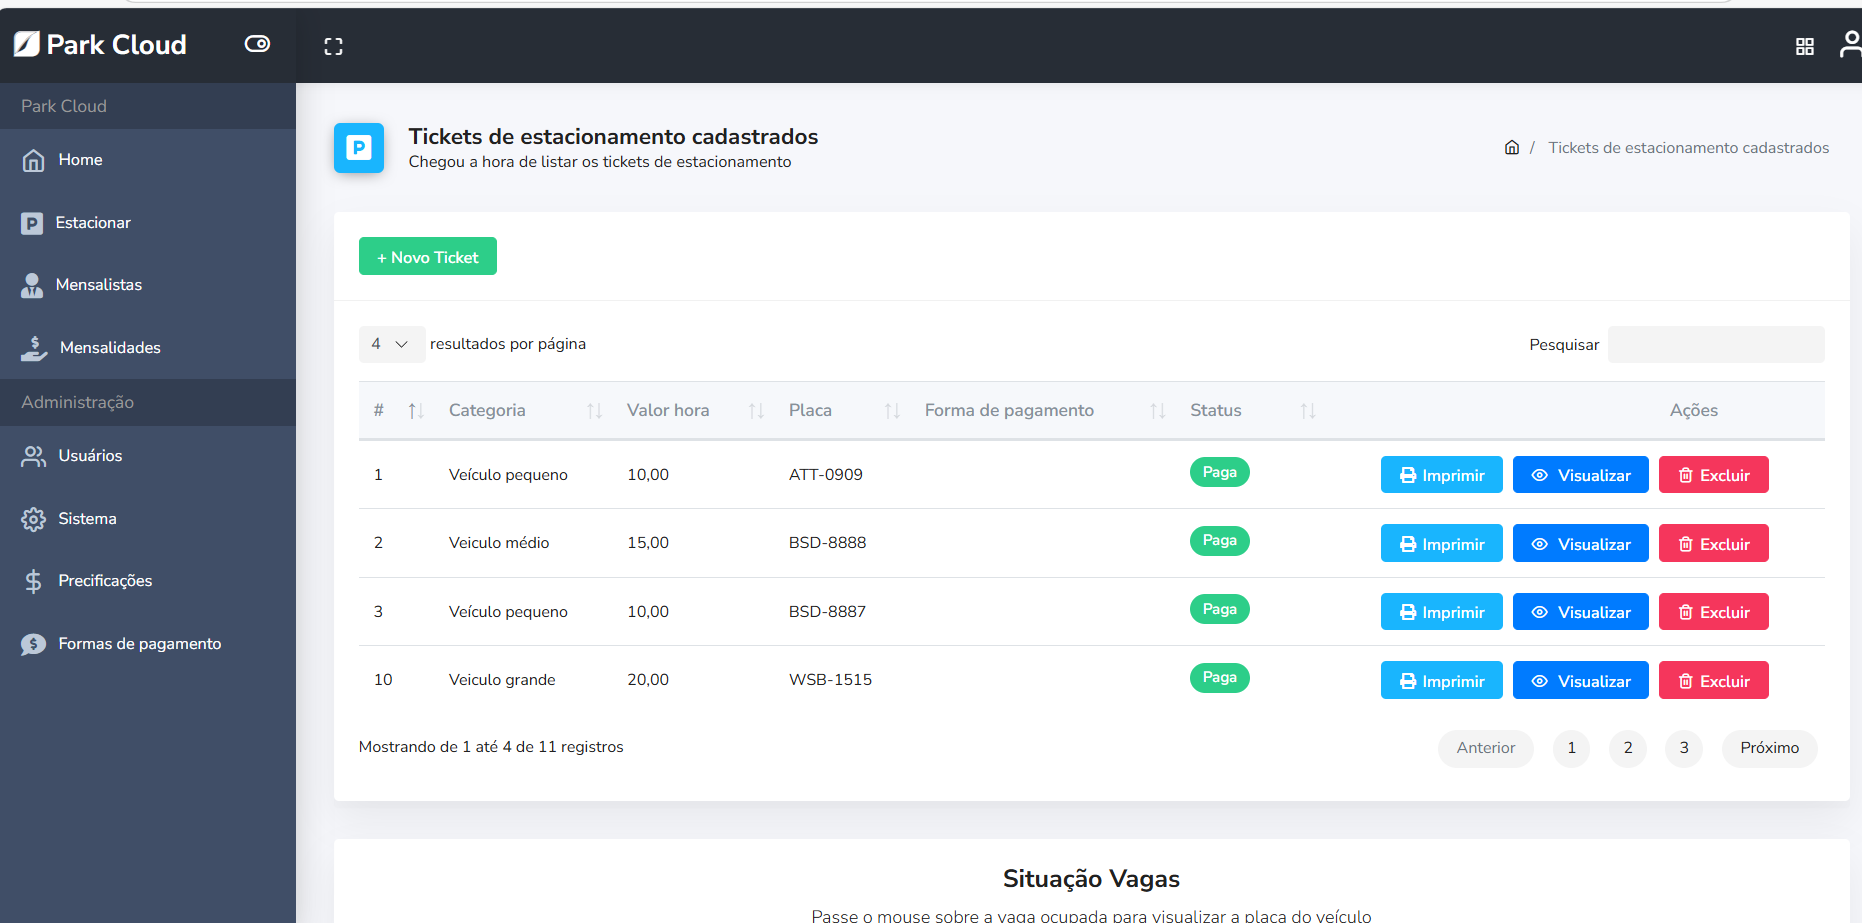 Park Cloud
Park Cloud
Home
Estacionar
Mensalistas
Mensalidades
Administração
Usuários
Sistema
Precificações
Formas de pagamento
Tickets de estacionamento cadastrados
Chegou a hora de listar os tickets de estacionamento
/ Tickets de estacionamento cadastrados
+ Novo Ticket
4 resultados por página
Pesquisar
# Categoria Valor hora Placa Forma de pagamento Status Ações
1 Veículo pequeno 10,00 ATT-0909 Paga Imprimir Visualizar Excluir
2 Veiculo médio 15,00 BSD-8888 Paga Imprimir Visualizar Excluir
3 Veículo pequeno 10,00 BSD-8887 Paga Imprimir Visualizar Excluir
10 Veiculo grande 20,00 WSB-1515 Paga Imprimir Visualizar Excluir
Mostrando de 1 até 4 de 11 registros
Anterior 1 2 3 Próximo
Situação Vagas
Passe o mouse sobre a vaga ocupada para visualizar a placa do veículo